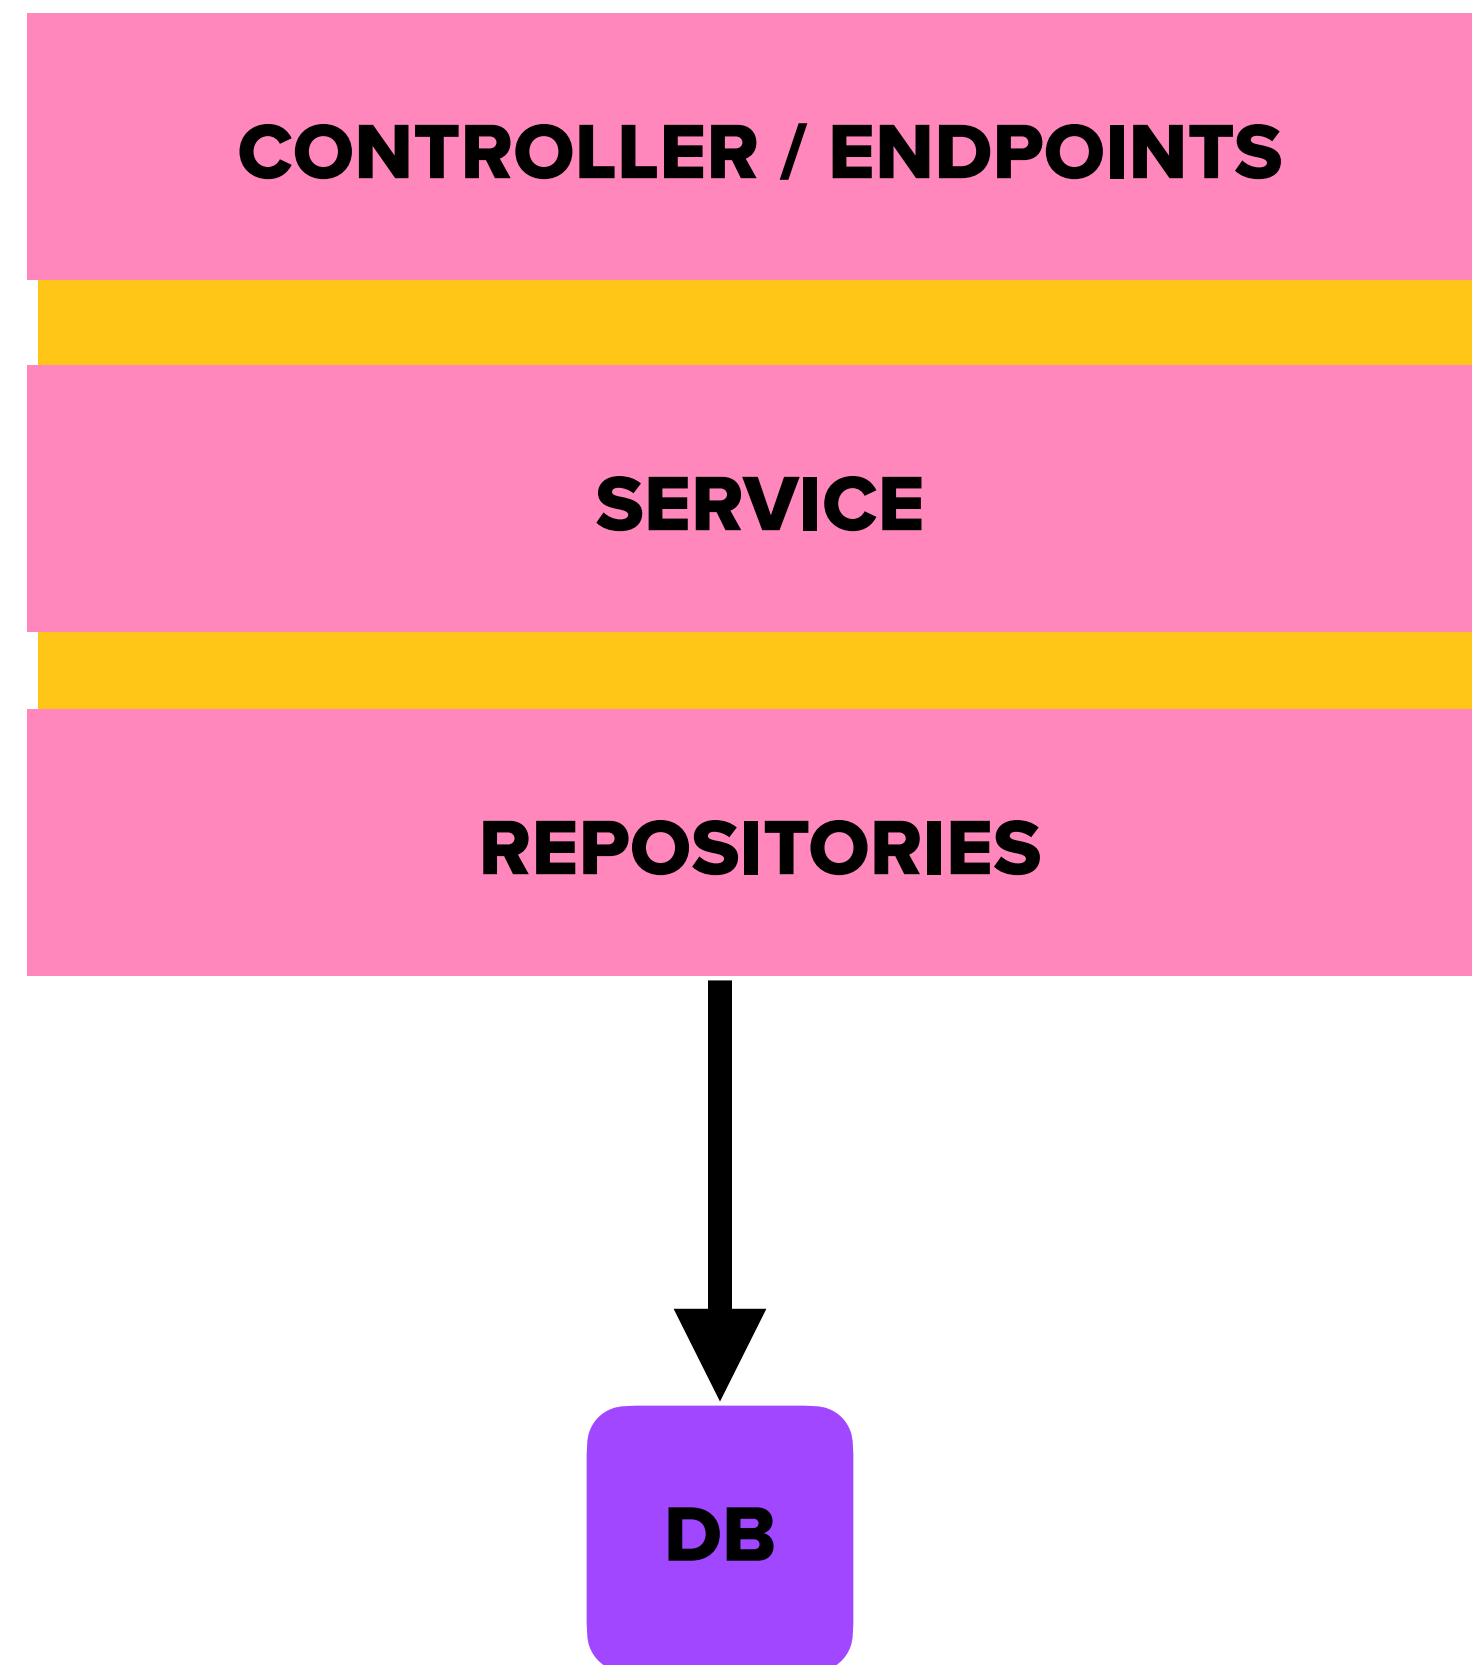 CONTROLLER / ENDPOINTS
SERVICE
REPOSITORIES
DB